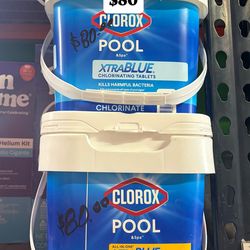 $80
$80.00
CLOROX
POOL
&Spa
XTRABLUE
CHLORINATING TABLETS
KILLS HARMFUL BACTERIA
CHLORINATE
me
Helium Kit
CLOROX
$80.00
POOL
&Spa
ALL-IN-ONE
BLUE